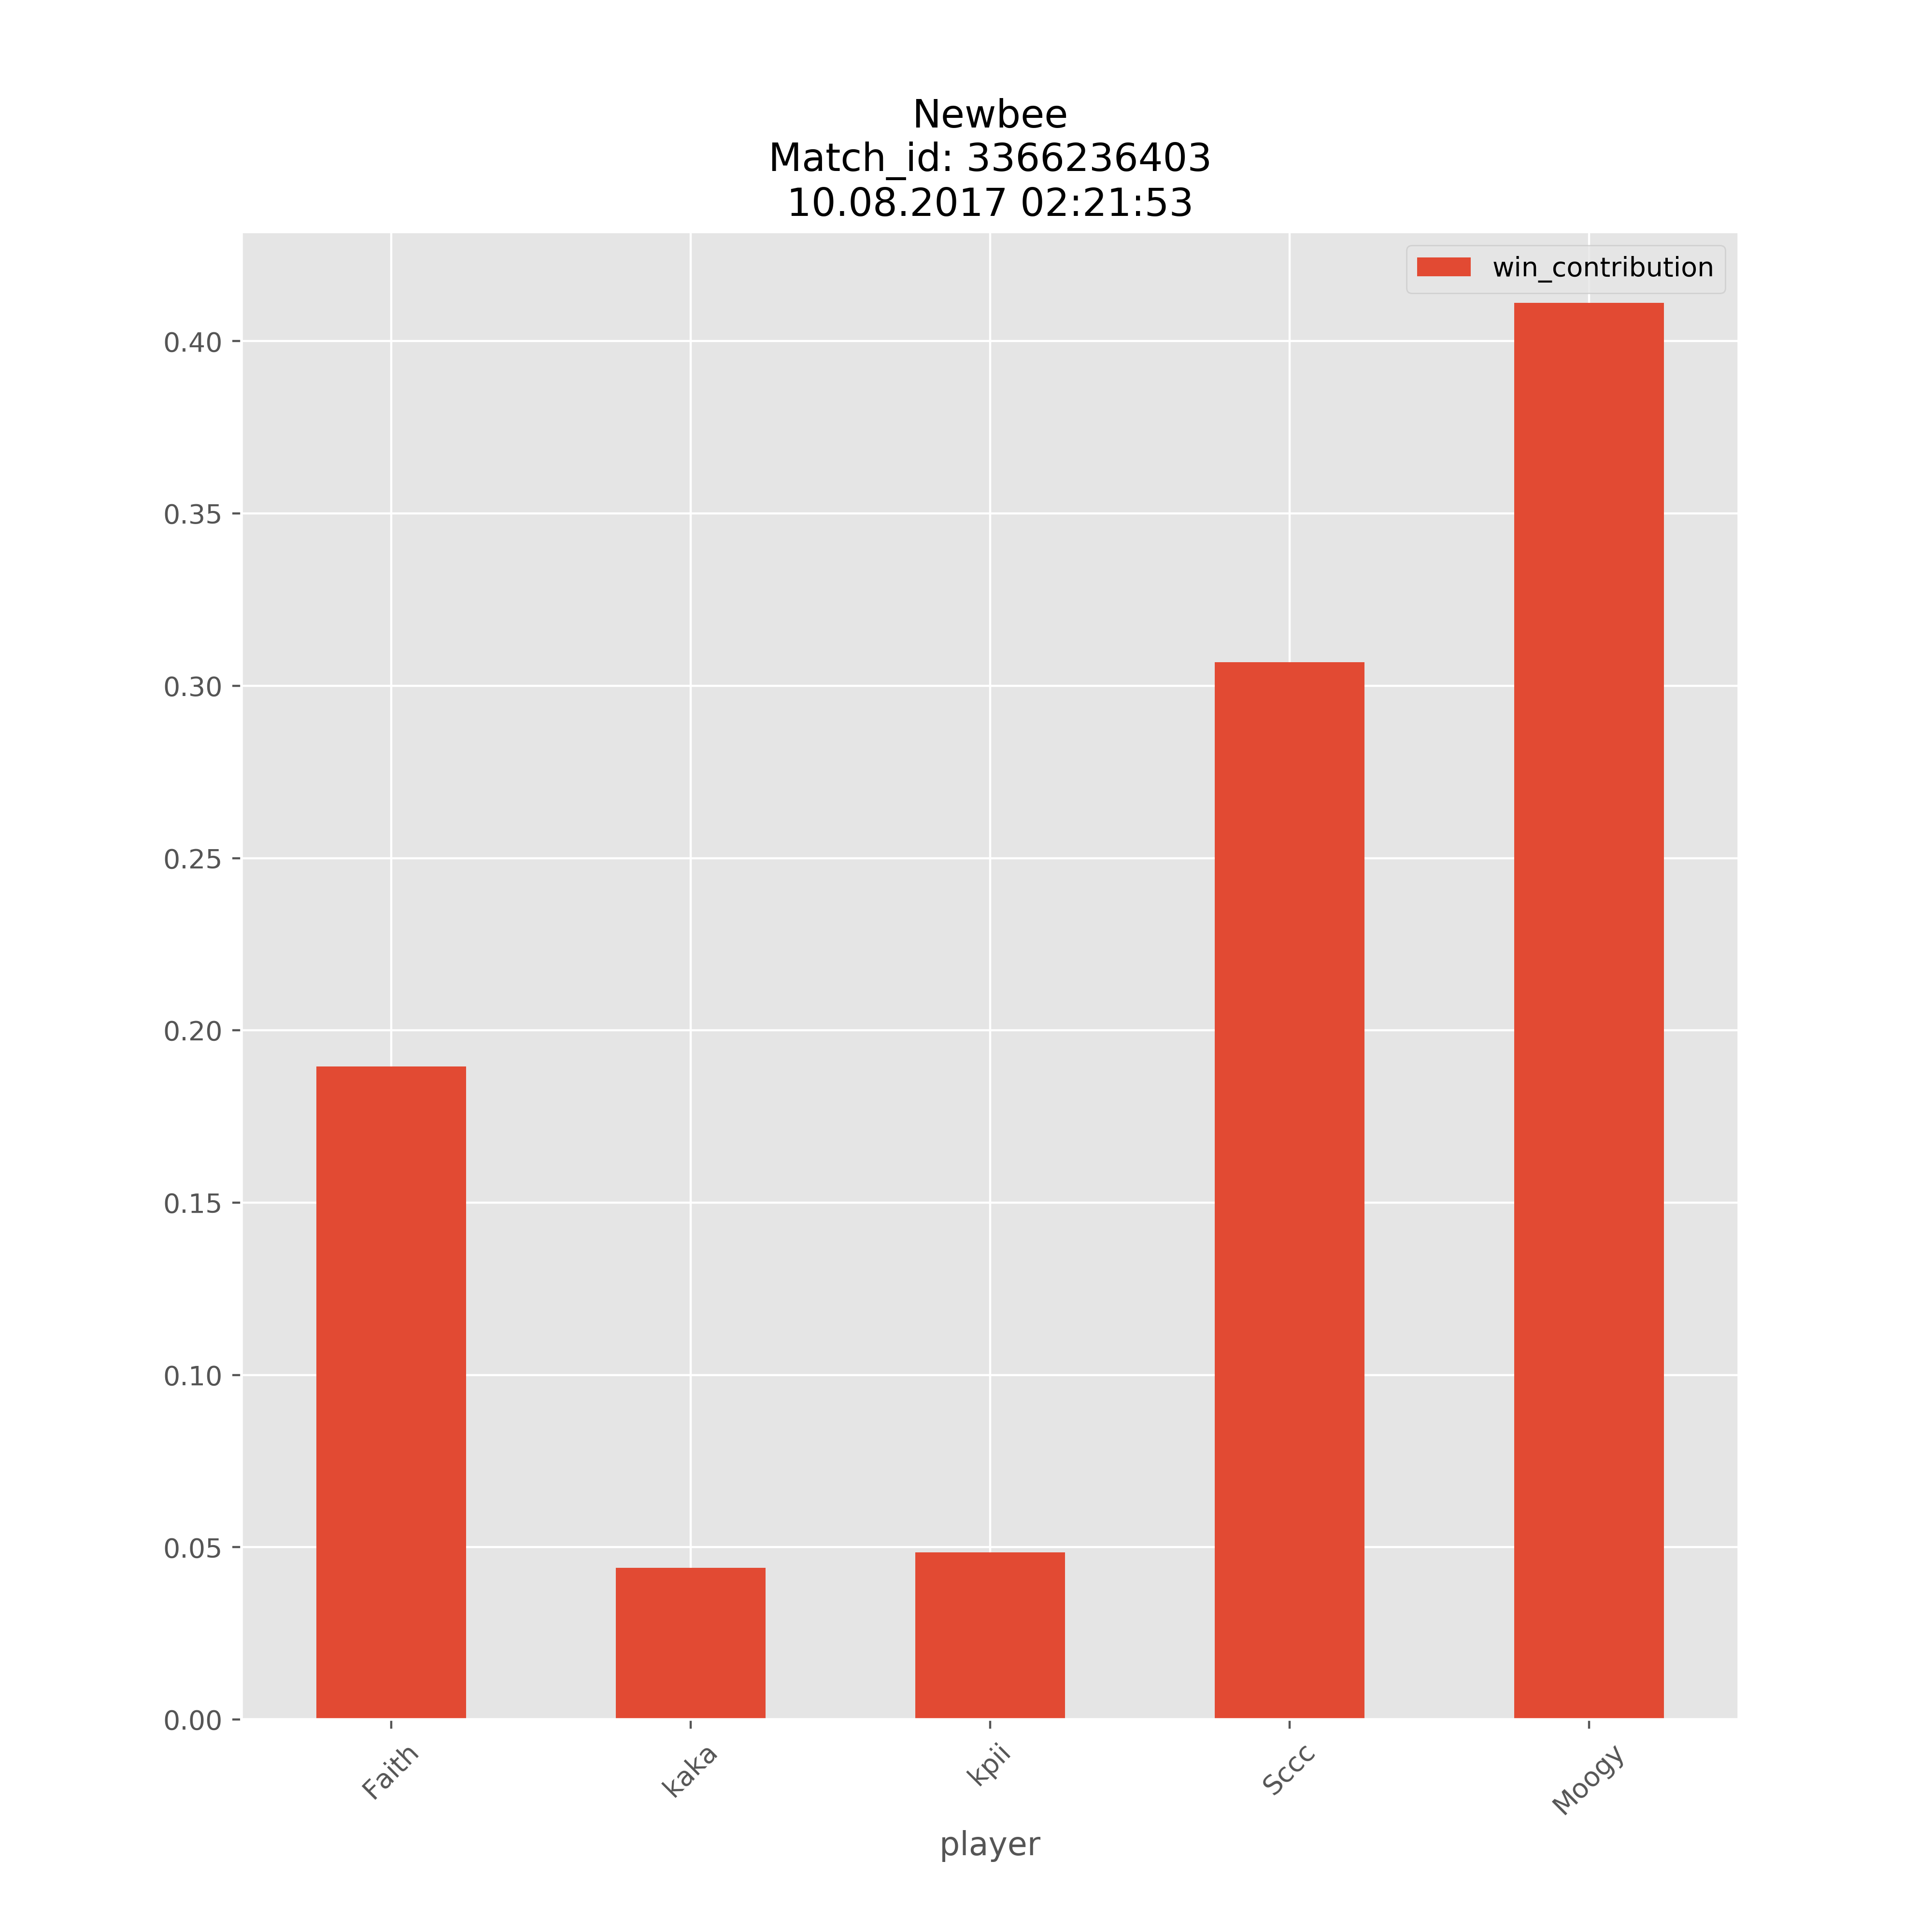 Newbee
Match_id: 3366236403
10.08.2017 02:21:53
win_contribution
0.40
0.35
0.30
0.25
0.20
0.15
0.10
0.05
0.00
Faith
kaka
kpii
Sccc
Moogy
player